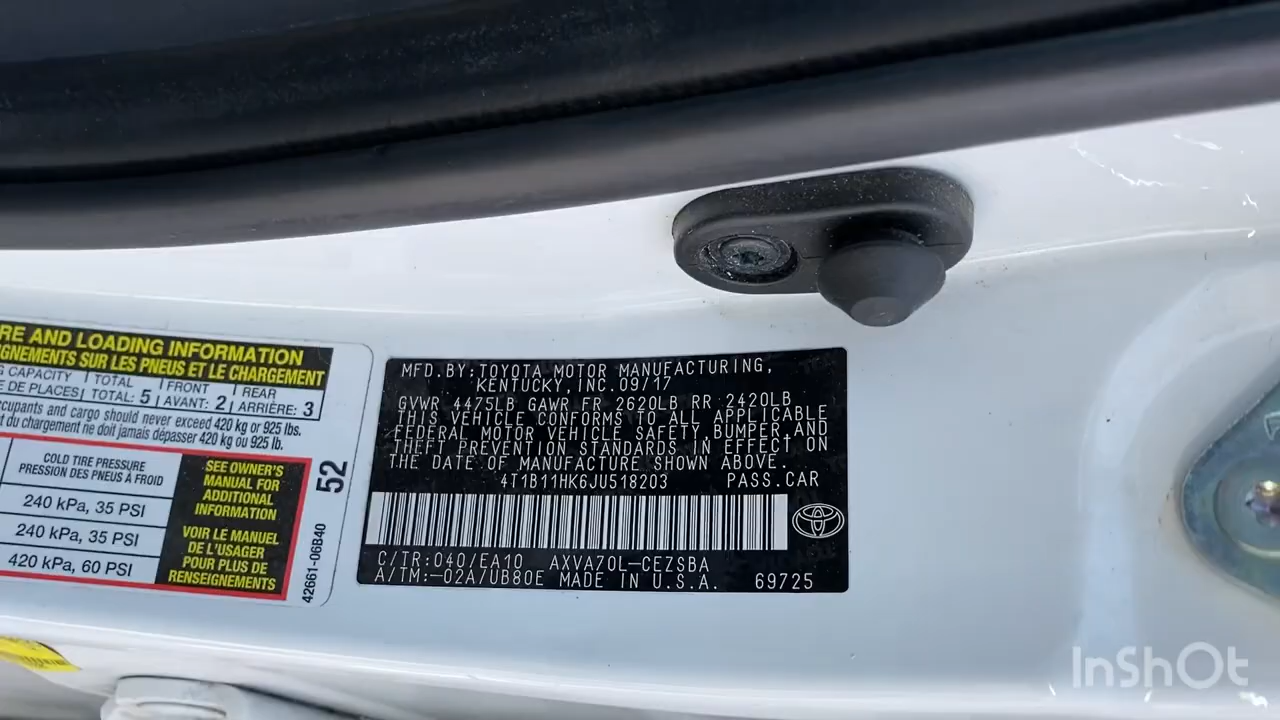 RE AND LOADING INFORMATION
GNEMENTS SUR LES PNEUS ET LE CHARGEMENT
G CAPACITY TOTAL FRONT REAR
E DE PLACES TOTAL: 5 AVANT: 2 ARRIÈRE: 3
ccupants and cargo should never exceed 420 kg or 925 lbs.
t du chargement ne doit jamais dépasser 420 kg ou 925 lb.
COLD TIRE PRESSURE
PRESSION DES PNEUS À FROID
240 kPa, 35 PSI
240 kPa, 35 PSI
420 kPa, 60 PSI
SEE OWNER'S
MANUAL FOR
ADDITIONAL
INFORMATION
VOIR LE MANUEL
DE L'USAGER
POUR PLUS DE
RENSEIGNEMENTS
52
42661-06B40
MFD.BY:TOYOTA MOTOR MANUFACTURING,
KENTUCKY,INC.09/17
GVWR 4475LB GAWR FR 2620LB RR 2420LB
THIS VEHICLE CONFORMS TO ALL APPLICABLE
FEDERAL MOTOR VEHICLE SAFETY,BUMPER,AND
THEFT PREVENTION STANDARDS IN EFFECT ON
THE DATE OF MANUFACTURE SHOWN ABOVE.
4T1B11HK6JU518203 PASS.CAR
C/TR:040/EA10 AXVA70L-CEZSBA
A/TM:-02A/UB80E MADE IN U.S.A. 69725
InShOt